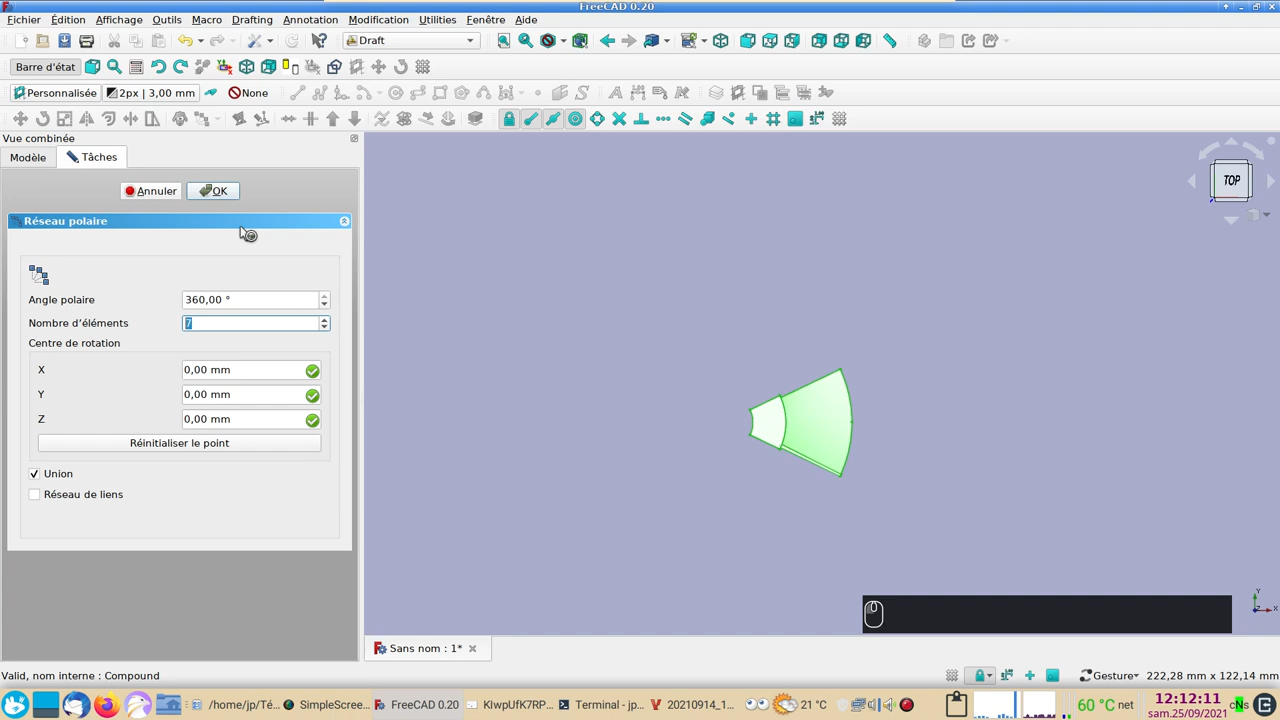 FreeCAD 0.20
Fichier Édition Affichage Outils Macro Drafting Annotation Modification Utilities Fenêtre Aide
Draft
Barre d'état
Personnalisée 2px | 3,00 mm None
Vue combinée
Modèle Tâches
Annuler OK
Réseau polaire
Angle polaire 360,00 °
Nombre d'éléments 7
Centre de rotation
X 0,00 mm
Y 0,00 mm
Z 0,00 mm
Réinitialiser le point
Union
Réseau de liens
TOP
Y
X
Sans nom : 1*
Valid, nom interne : Compound
Gesture 222,28 mm x 122,14 mm
/home/jp/Té... SimpleScree... FreeCAD 0.20 KlwpUfK7RP... Terminal - jp... 20210914_1... 21 °C
60 °C net
12:12:11
sam.25/09/2021
cNs